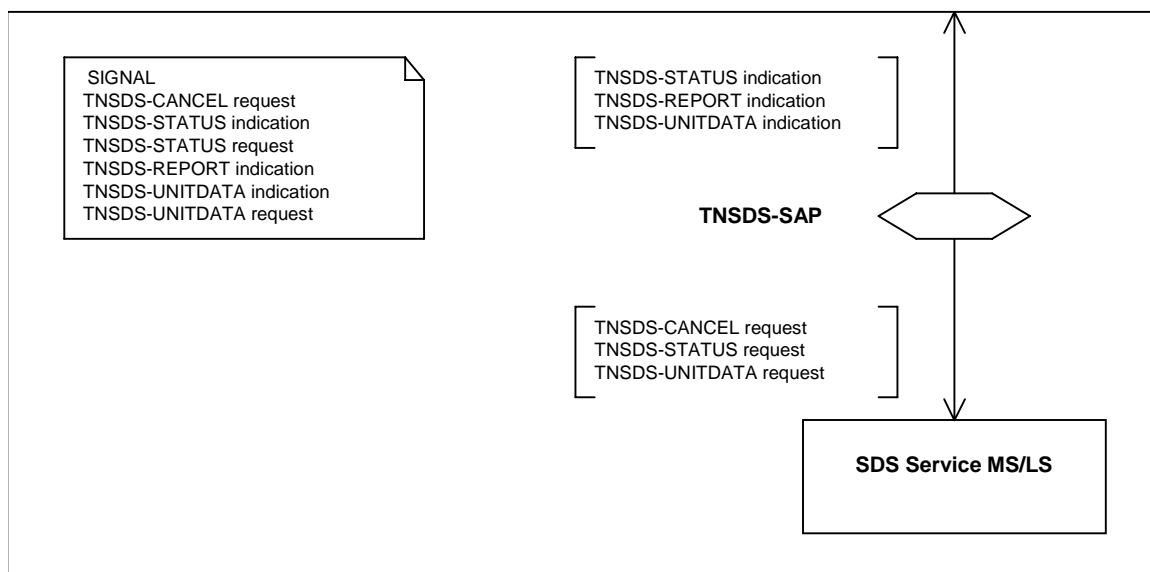 SIGNAL
TNSDS-CANCEL request
TNSDS-STATUS indication
TNSDS-STATUS request
TNSDS-REPORT indication
TNSDS-UNITDATA indication
TNSDS-UNITDATA request
TNSDS-STATUS indication
TNSDS-REPORT indication
TNSDS-UNITDATA indication
TNSDS-SAP
TNSDS-CANCEL request
TNSDS-STATUS request
TNSDS-UNITDATA request
SDS Service MS/LS